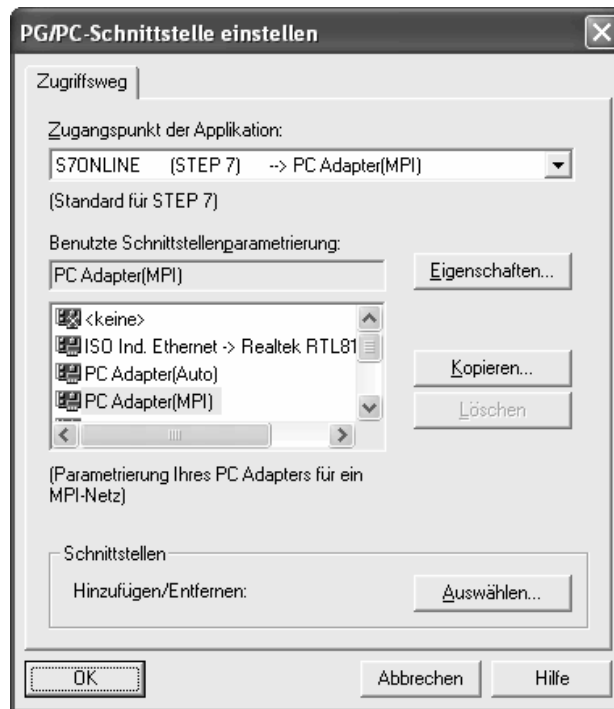 PG/PC-Schnittstelle einstellen
Zugriffsweg
Zugangspunkt der Applikation:
S7ONLINE (STEP 7) --> PC Adapter(MPI)
(Standard für STEP 7)
Benutzte Schnittstellenparametrierung:
PC Adapter(MPI)
Eigenschaften...
<keine>
ISO Ind. Ethernet -> Realtek RTL81
PC Adapter(Auto)
PC Adapter(MPI)
Kopieren...
Löschen
(Parametrierung Ihres PC Adapters für ein
MPI-Netz)
Schnittstellen
Hinzufügen/Entfernen:
Auswählen...
OK
Abbrechen
Hilfe